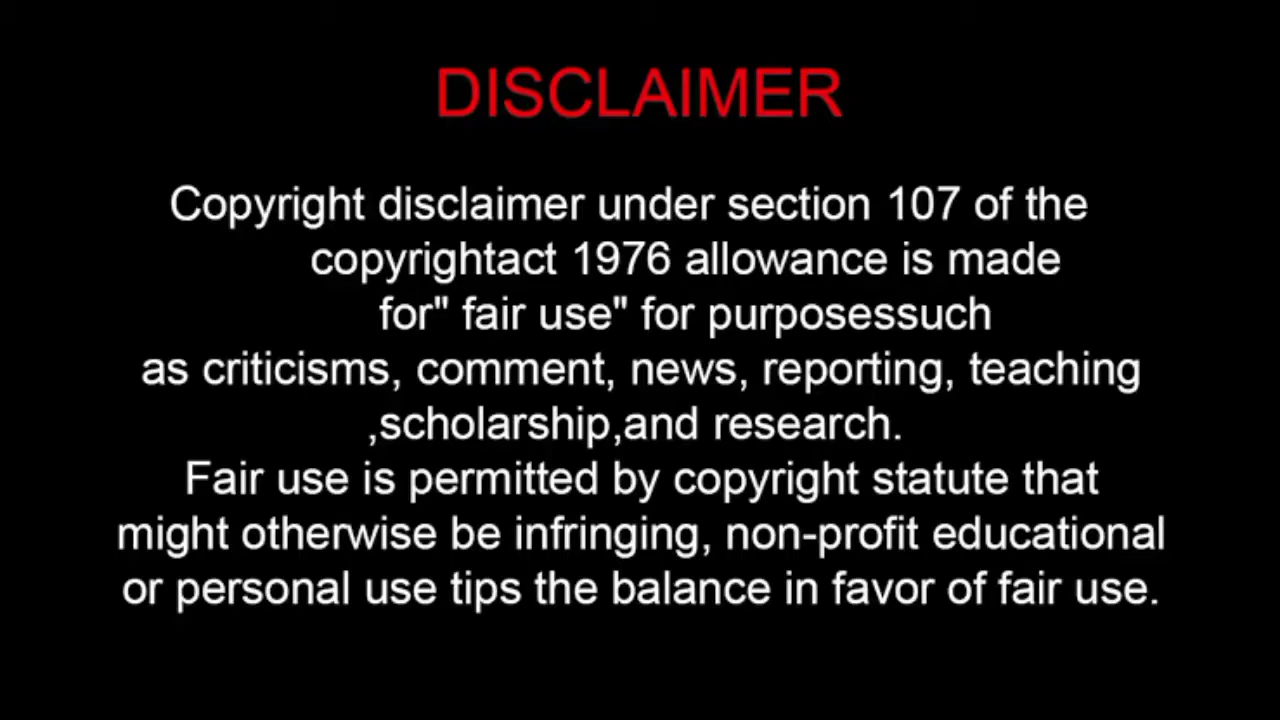 DISCLAIMER
Copyright disclaimer under section 107 of the
copyrightact 1976 allowance is made
for" fair use" for purposessuch
as criticisms, comment, news, reporting, teaching
,scholarship,and research.
Fair use is permitted by copyright statute that
might otherwise be infringing, non-profit educational
or personal use tips the balance in favor of fair use.